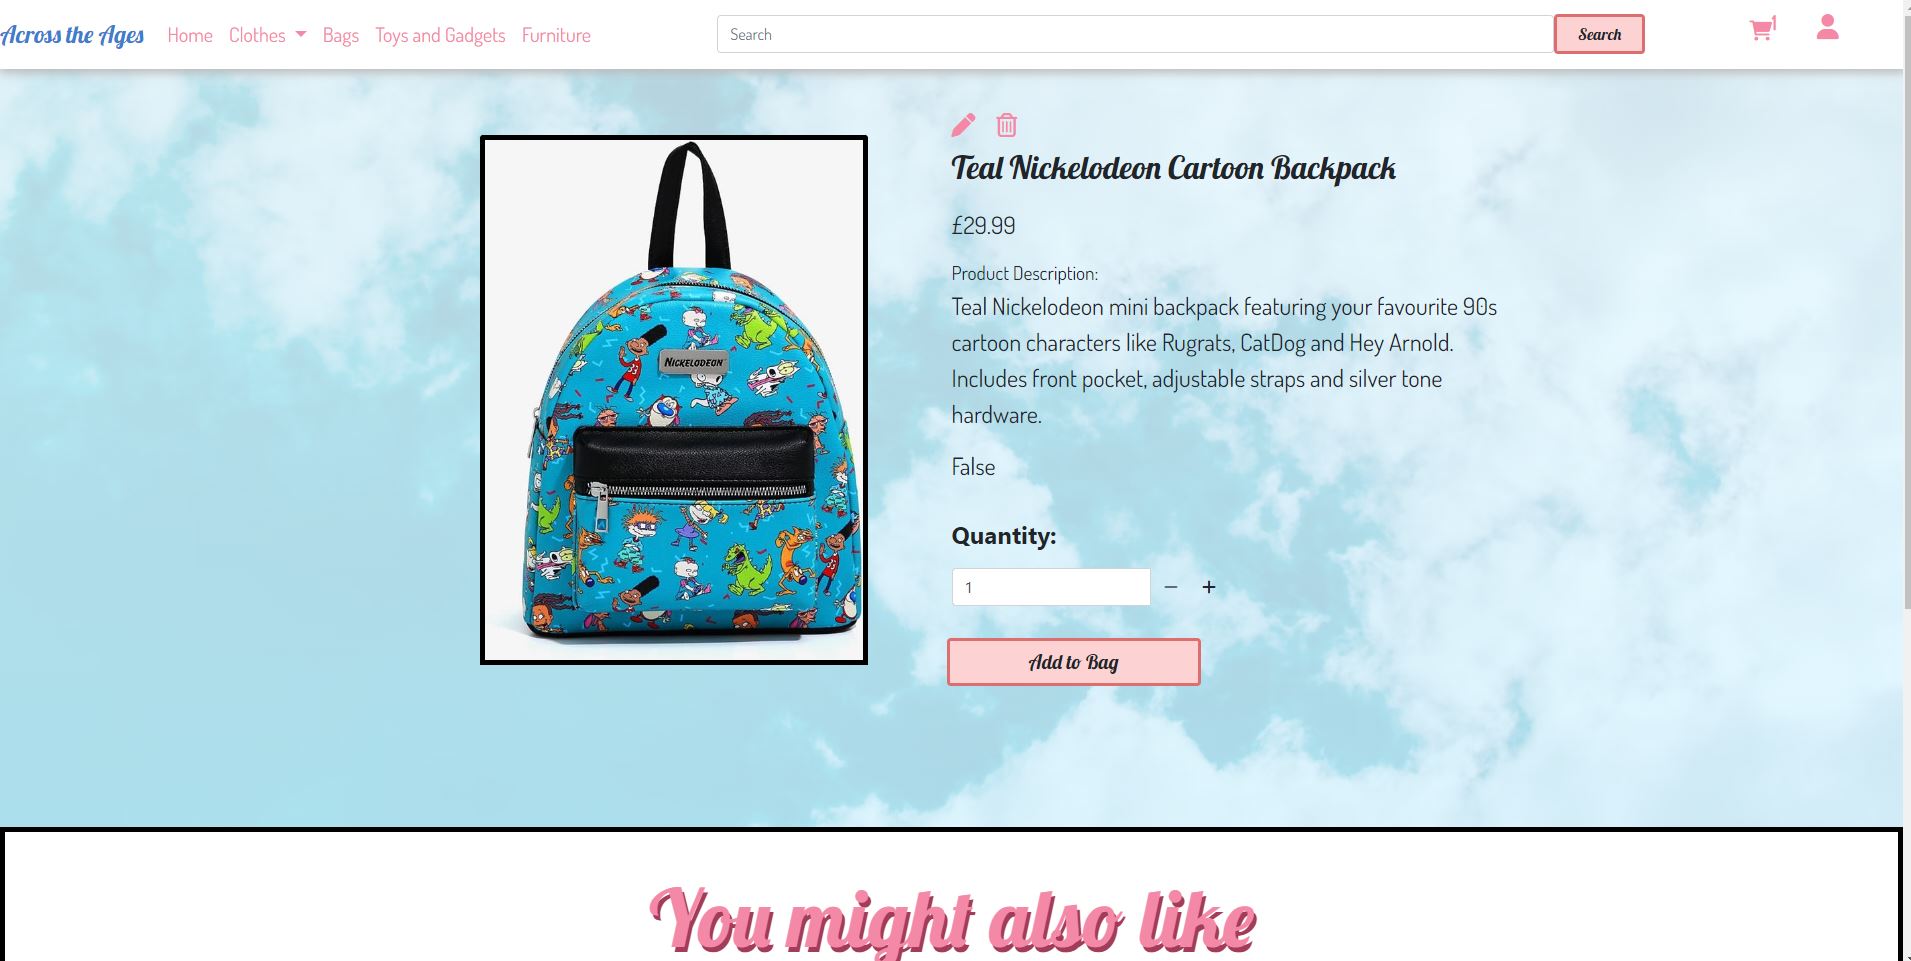 Across the Ages Home Clothes Bags Toys and Gadgets Furniture Search Search 1
Teal Nickelodeon Cartoon Backpack
£29.99
Product Description:
Teal Nickelodeon mini backpack featuring your favourite 90s
cartoon characters like Rugrats, CatDog and Hey Arnold.
Includes front pocket, adjustable straps and silver tone
hardware.
False
Quantity:
1
Add to Bag
NICKELODEON
You might also like